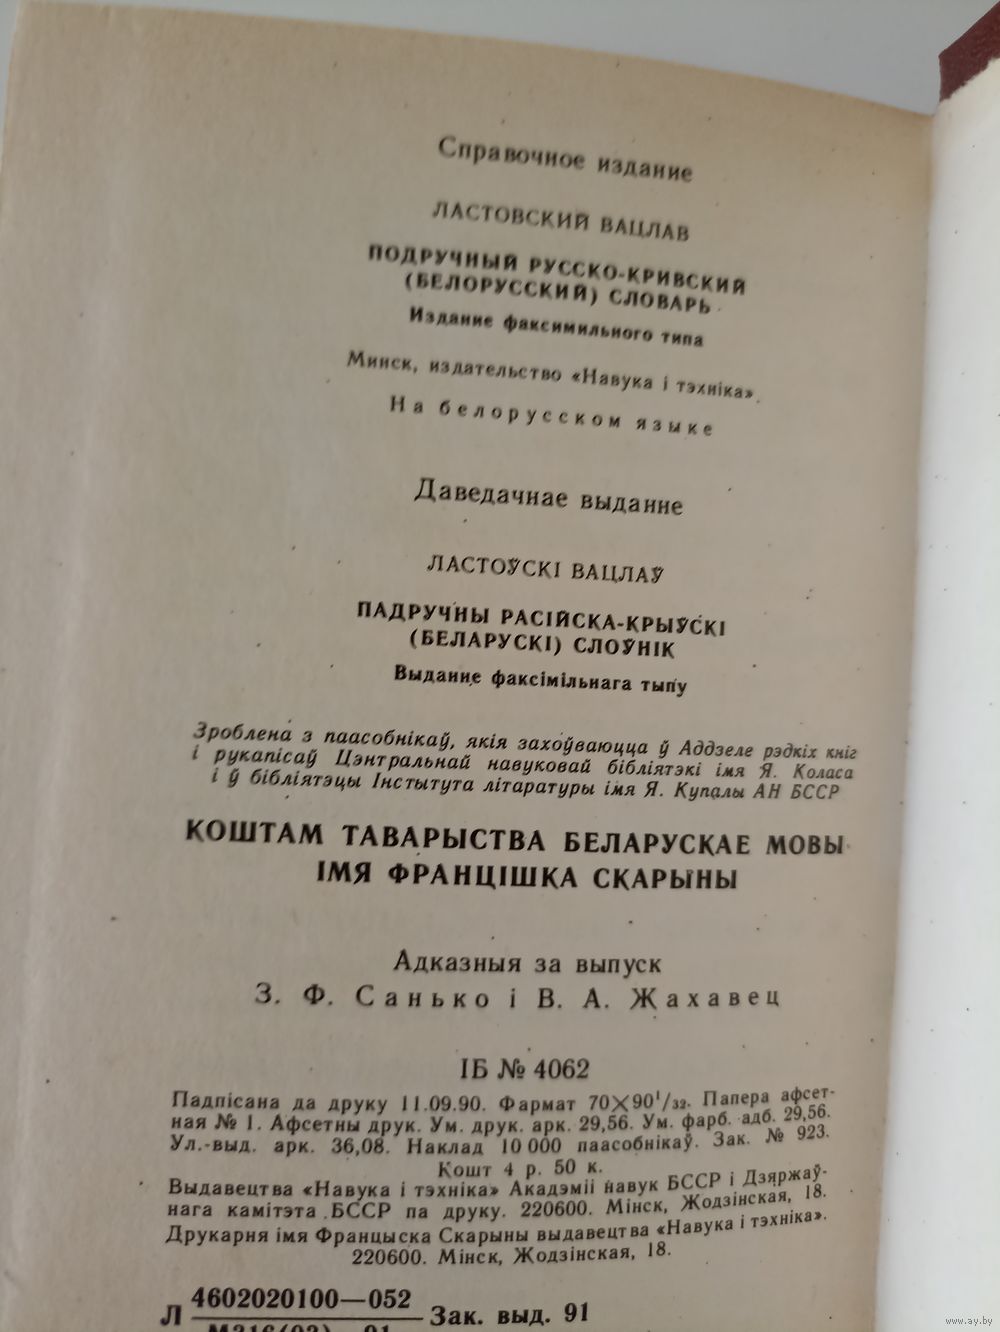 Справочное издание
ЛАСТОВСКИЙ ВАЦЛАВ
ПОДРУЧНЫЙ РУССКО-КРИВСКИЙ
(БЕЛОРУССКИЙ) СЛОВАРЬ
Издание факсимильного типа
Минск, издательство «Навука і тэхніка».
На белорусском языке
Даведачнае выданне
ЛАСТОЎСКІ ВАЦЛАЎ
ПАДРУЧНЫ РАСІЙСКА-КРЫЎСКІ
(БЕЛАРУСКІ) СЛОЎНІК
Выданне факсімільнага тыпу
Зроблена з паасобнікаў, якія захоўваюцца ў Аддзеле рэдкіх кніг
і рукапісаў Цэнтральнай навуковай бібліятэкі імя Я. Коласа
і ў бібліятэцы Інстытута літаратуры імя Я. Купалы АН БССР
КОШТАМ ТАВАРЫСТВА БЕЛАРУСКАЕ МОВЫ
ІМЯ ФРАНЦІШКА СКАРЫНЫ
Адказныя за выпуск
З. Ф. Санько і В. А. Жахавец
ІБ № 4062
Падпісана да друку 11.09.90. Фармат 70×90¹/₃₂. Папера афсет-
ная № 1. Афсетны друк. Ум. друк. арк. 29,56. Ум. фарб. адб. 29,56.
Ул.-выд. арк. 36,08. Наклад 10 000 паасобнікаў. Зак. № 923.
Кошт 4 р. 50 к.
Выдавецтва «Навука і тэхніка» Акадэміі навук БССР і Дзяржаў-
нага камітэта БССР па друку. 220600. Мінск, Жодзінская, 18.
Друкарня імя Францыска Скарыны выдавецтва «Навука і тэхніка».
220600. Мінск, Жодзінская, 18.
Л 4602020100—052 Зак. выд. 91
М316(03)—91
www.ay.by